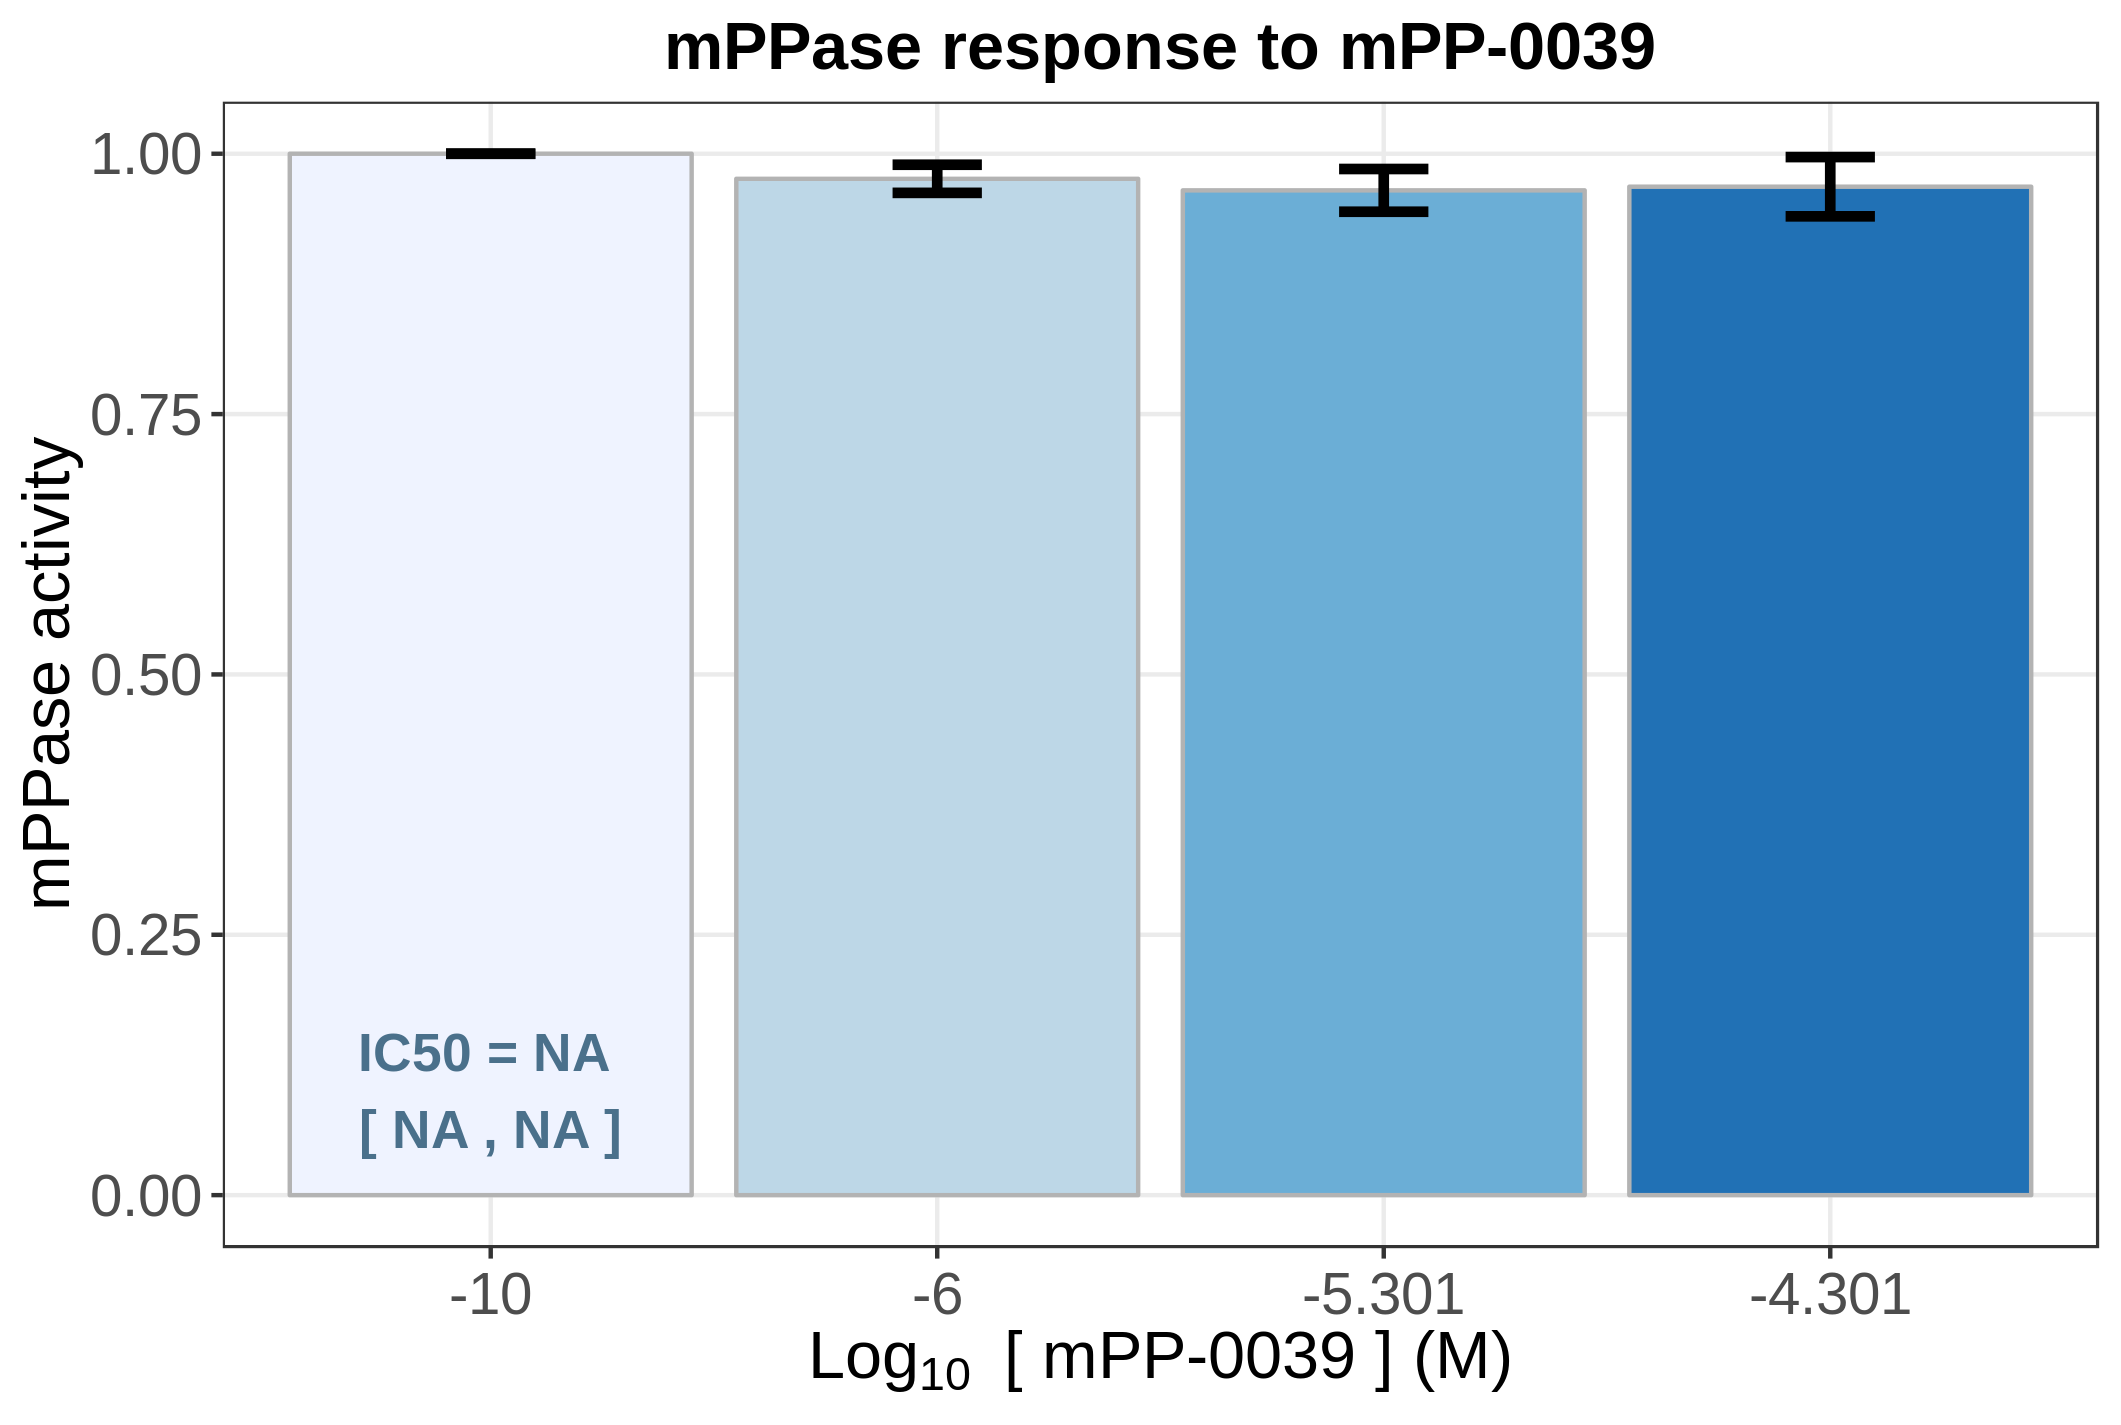 mPPase response to mPP-0039
mPPase activity
1.00
0.75
0.50
0.25
0.00
IC50 = NA
[ NA , NA ]
-10
-6
-5.301
-4.301
Log10 [ mPP-0039 ] (M)